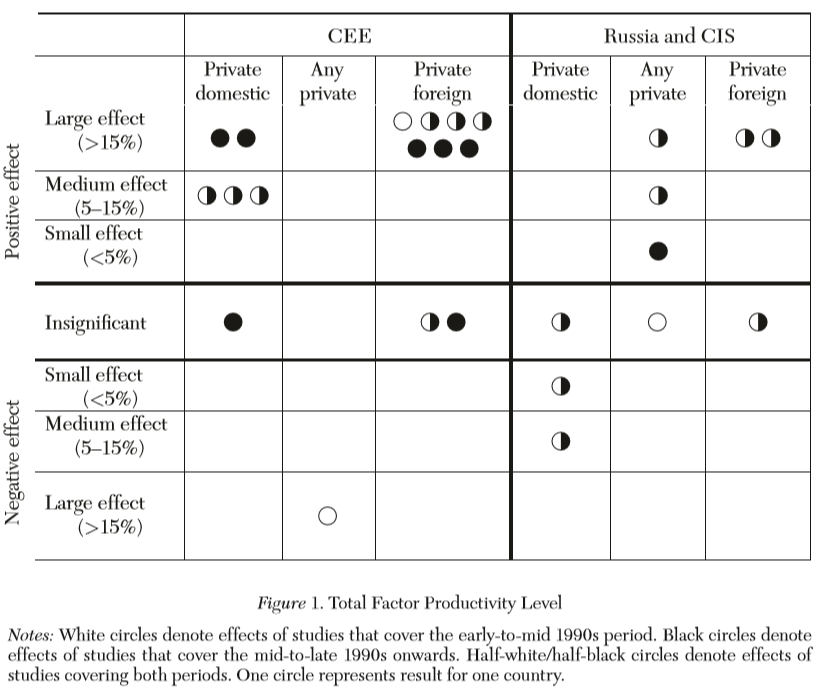 CEE Russia and CIS
Private domestic Any private Private foreign Private domestic Any private Private foreign
Positive effect
Large effect
(>15%)
Medium effect
(5–15%)
Small effect
(<5%)
Insignificant
Negative effect
Small effect
(<5%)
Medium effect
(5–15%)
Large effect
(>15%)
Figure 1. Total Factor Productivity Level
Notes: White circles denote effects of studies that cover the early-to-mid 1990s period. Black circles denote
effects of studies that cover the mid-to-late 1990s onwards. Half-white/half-black circles denote effects of
studies covering both periods. One circle represents result for one country.